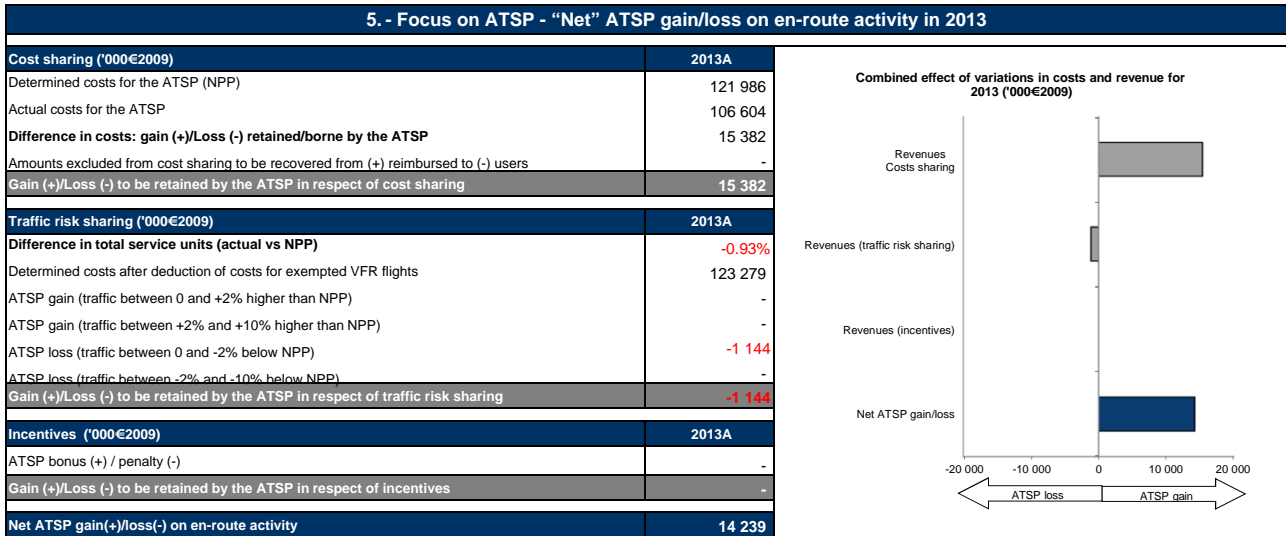 5. - Focus on ATSP - “Net” ATSP gain/loss on en-route activity in 2013
Cost sharing ('000€2009) 2013A
Determined costs for the ATSP (NPP) 121 986
Actual costs for the ATSP 106 604
Difference in costs: gain (+)/Loss (-) retained/borne by the ATSP 15 382
Amounts excluded from cost sharing to be recovered from (+) reimbursed to (-) users -
Gain (+)/Loss (-) to be retained by the ATSP in respect of cost sharing 15 382
Traffic risk sharing ('000€2009) 2013A
Difference in total service units (actual vs NPP) -0.93%
Determined costs after deduction of costs for exempted VFR flights 123 279
ATSP gain (traffic between 0 and +2% higher than NPP) -
ATSP gain (traffic between +2% and +10% higher than NPP) -
ATSP loss (traffic between 0 and -2% below NPP) -1 144
ATSP loss (traffic between -2% and -10% below NPP) -
Gain (+)/Loss (-) to be retained by the ATSP in respect of traffic risk sharing -1 144
Incentives ('000€2009) 2013A
ATSP bonus (+) / penalty (-) -
Gain (+)/Loss (-) to be retained by the ATSP in respect of incentives -
Net ATSP gain(+)/loss(-) on en-route activity 14 239
Combined effect of variations in costs and revenue for
2013 ('000€2009)
Revenues
Costs sharing
Revenues (traffic risk sharing)
Revenues (incentives)
Net ATSP gain/loss
-20 000 -10 000 0 10 000 20 000
ATSP loss ATSP gain